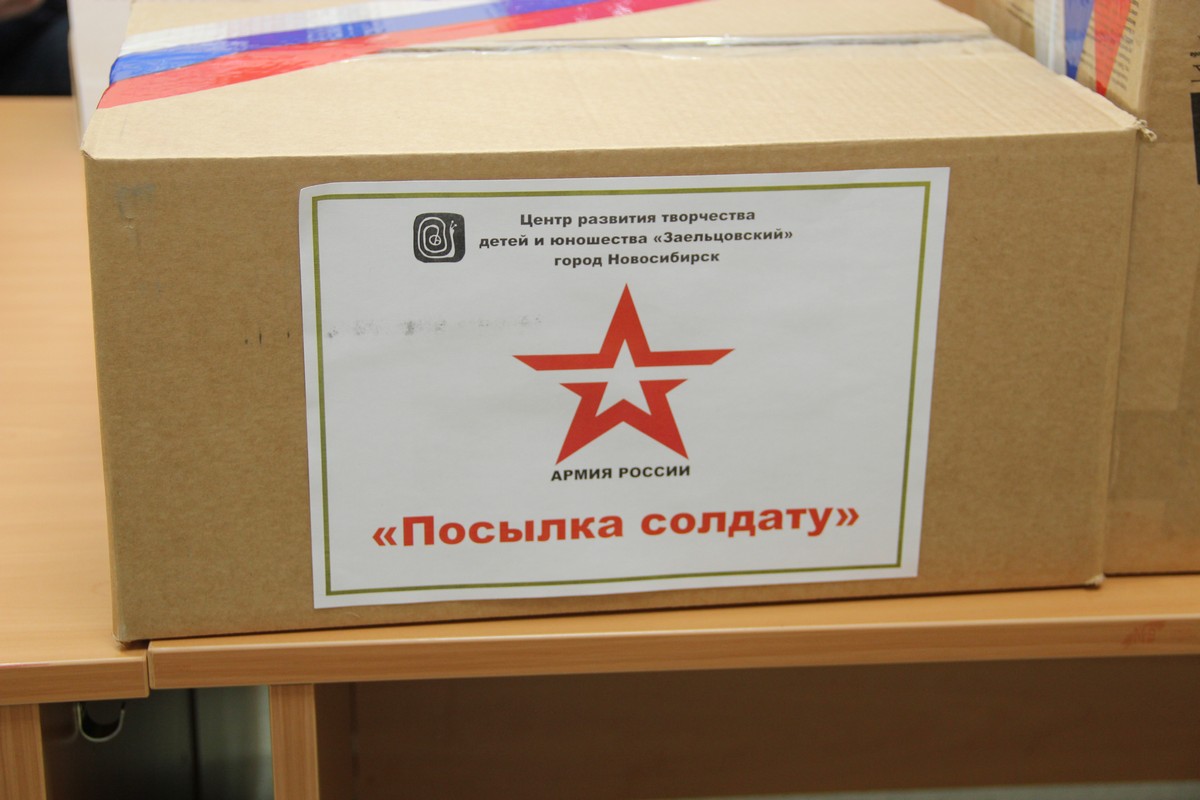 Центр развития творчества
детей и юношества «Заельцовский»
город Новосибирск
АРМИЯ РОССИИ
«Посылка солдату»